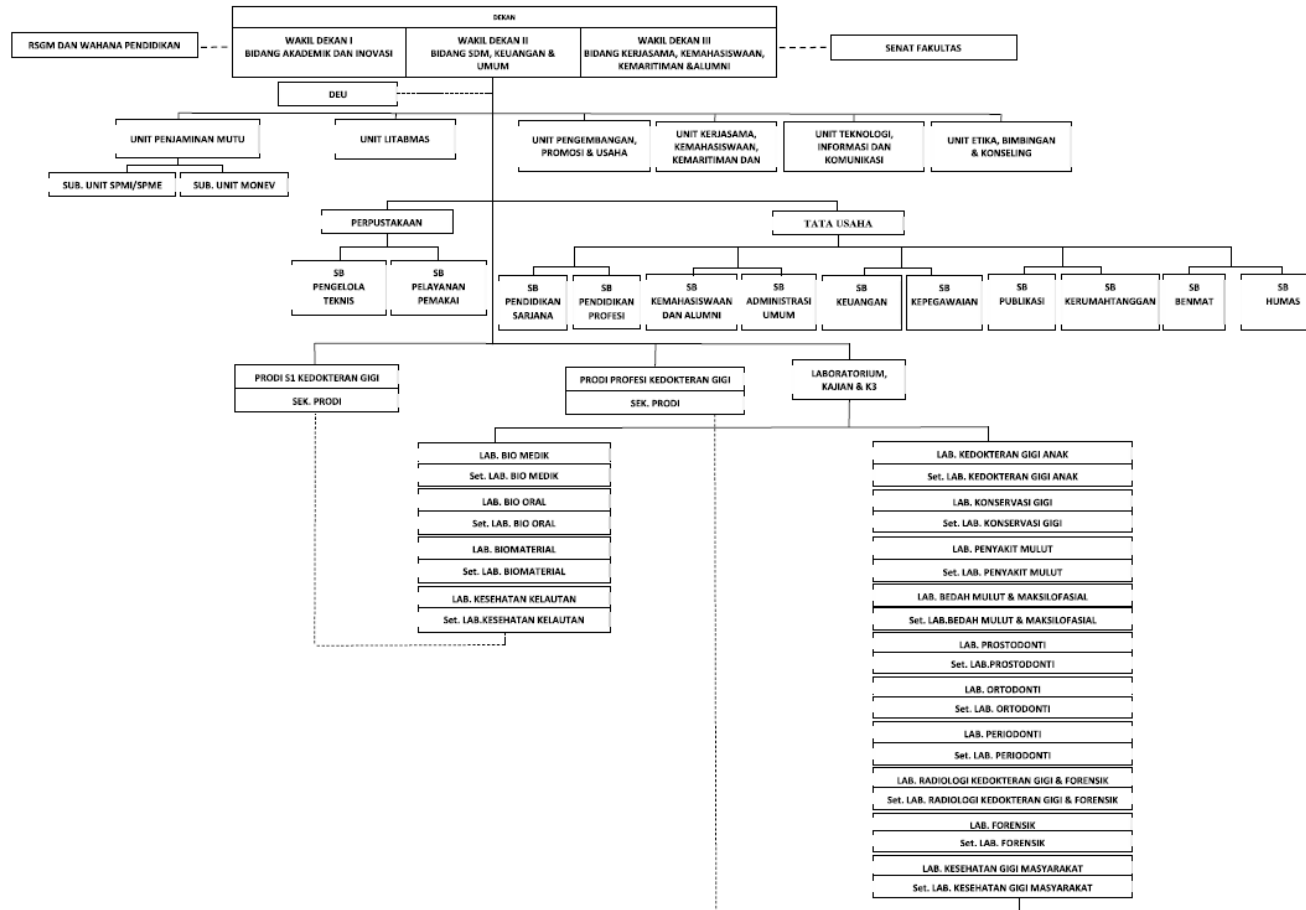 DEKAN
RSGM DAN WAHANA PENDIDIKAN
WAKIL DEKAN I
BIDANG AKADEMIK DAN INOVASI
WAKIL DEKAN II
BIDANG SDM, KEUANGAN &
UMUM
WAKIL DEKAN III
BIDANG KERJASAMA, KEMAHASISWAAN,
KEMARITIMAN &ALUMNI
SENAT FAKULTAS
DEU
UNIT PENJAMINAN MUTU
UNIT LITABMAS
UNIT PENGEMBANGAN,
PROMOSI & USAHA
UNIT KERJASAMA,
KEMAHASISWAAN,
KEMARITIMAN DAN
UNIT TEKNOLOGI,
INFORMASI DAN
KOMUNIKASI
UNIT ETIKA, BIMBINGAN
& KONSELING
SUB. UNIT SPMI/SPME
SUB. UNIT MONEV
PERPUSTAKAAN
TATA USAHA
SB
PENGELOLA
TEKNIS
SB
PELAYANAN
PEMAKAI
SB
PENDIDIKAN
SARJANA
SB
PENDIDIKAN
PROFESI
SB
KEMAHASISWAAN
DAN ALUMNI
SB
ADMINISTRASI
UMUM
SB
KEUANGAN
SB
KEPEGAWAIAN
SB
PUBLIKASI
SB
KERUMAHTANGGAN
SB
BENMAT
SB
HUMAS
PRODI S1 KEDOKTERAN GIGI
SEK. PRODI
PRODI PROFESI KEDOKTERAN GIGI
SEK. PRODI
LABORATORIUM,
KAJIAN & K3
LAB. BIO MEDIK
Set. LAB. BIO MEDIK
LAB. BIO ORAL
Set. LAB. BIO ORAL
LAB. BIOMATERIAL
Set. LAB. BIOMATERIAL
LAB. KESEHATAN KELAUTAN
Set. LAB.KESEHATAN KELAUTAN
LAB. KEDOKTERAN GIGI ANAK
Set. LAB. KEDOKTERAN GIGI ANAK
LAB. KONSERVASI GIGI
Set. LAB. KONSERVASI GIGI
LAB. PENYAKIT MULUT
Set. LAB. PENYAKIT MULUT
LAB. BEDAH MULUT & MAKSILOFASIAL
Set. LAB.BEDAH MULUT & MAKSILOFASIAL
LAB. PROSTODONTI
Set. LAB.PROSTODONTI
LAB. ORTODONTI
Set. LAB. ORTODONTI
LAB. PERIODONTI
Set. LAB. PERIODONTI
LAB. RADIOLOGI KEDOKTERAN GIGI & FORENSIK
Set. LAB. RADIOLOGI KEDOKTERAN GIGI & FORENSIK
LAB. FORENSIK
Set. LAB. FORENSIK
LAB. KESEHATAN GIGI MASYARAKAT
Set. LAB. KESEHATAN GIGI MASYARAKAT